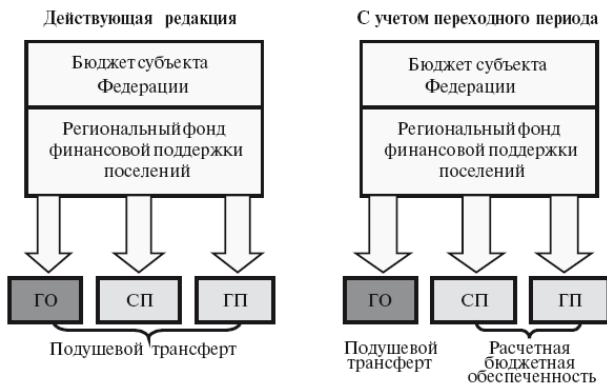 Действующая редакция
Бюджет субъекта
Федерации
Региональный фонд
финансовой поддержки
поселений
ГО
СП
ГП
Подушевой трансферт
С учетом переходного периода
Бюджет субъекта
Федерации
Региональный фонд
финансовой поддержки
поселений
ГО
СП
ГП
Подушевой
трансферт
Расчетная
бюджетная
обеспеченность